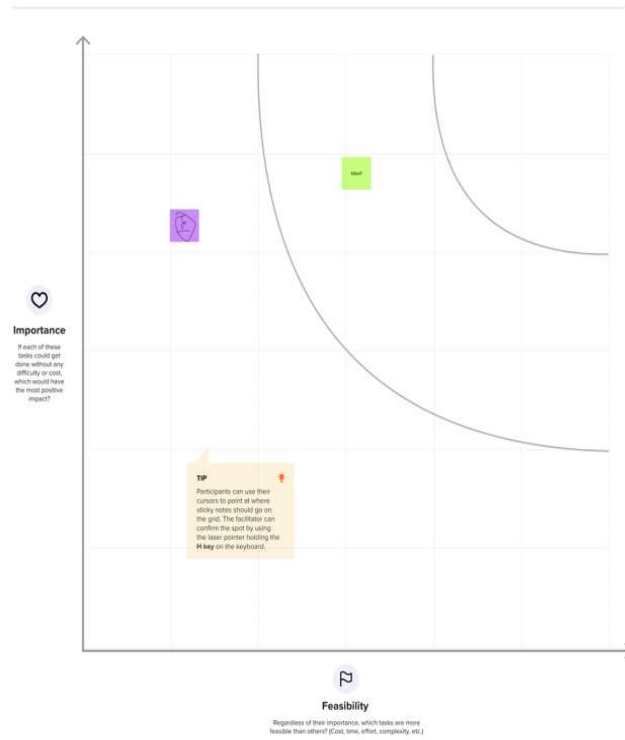 Importance
If each of these
tasks could get
done without any
difficulty or cost,
which would have
the most positive
impact?
TIP
Participants can use their
cursors to point at where
sticky notes should go on
the grid. The facilitator can
confirm the spot by using
the laser pointer holding the
H key on the keyboard.
Feasibility
Regardless of their importance, which tasks are more
feasible than others? (Cost, time, effort, complexity, etc.)